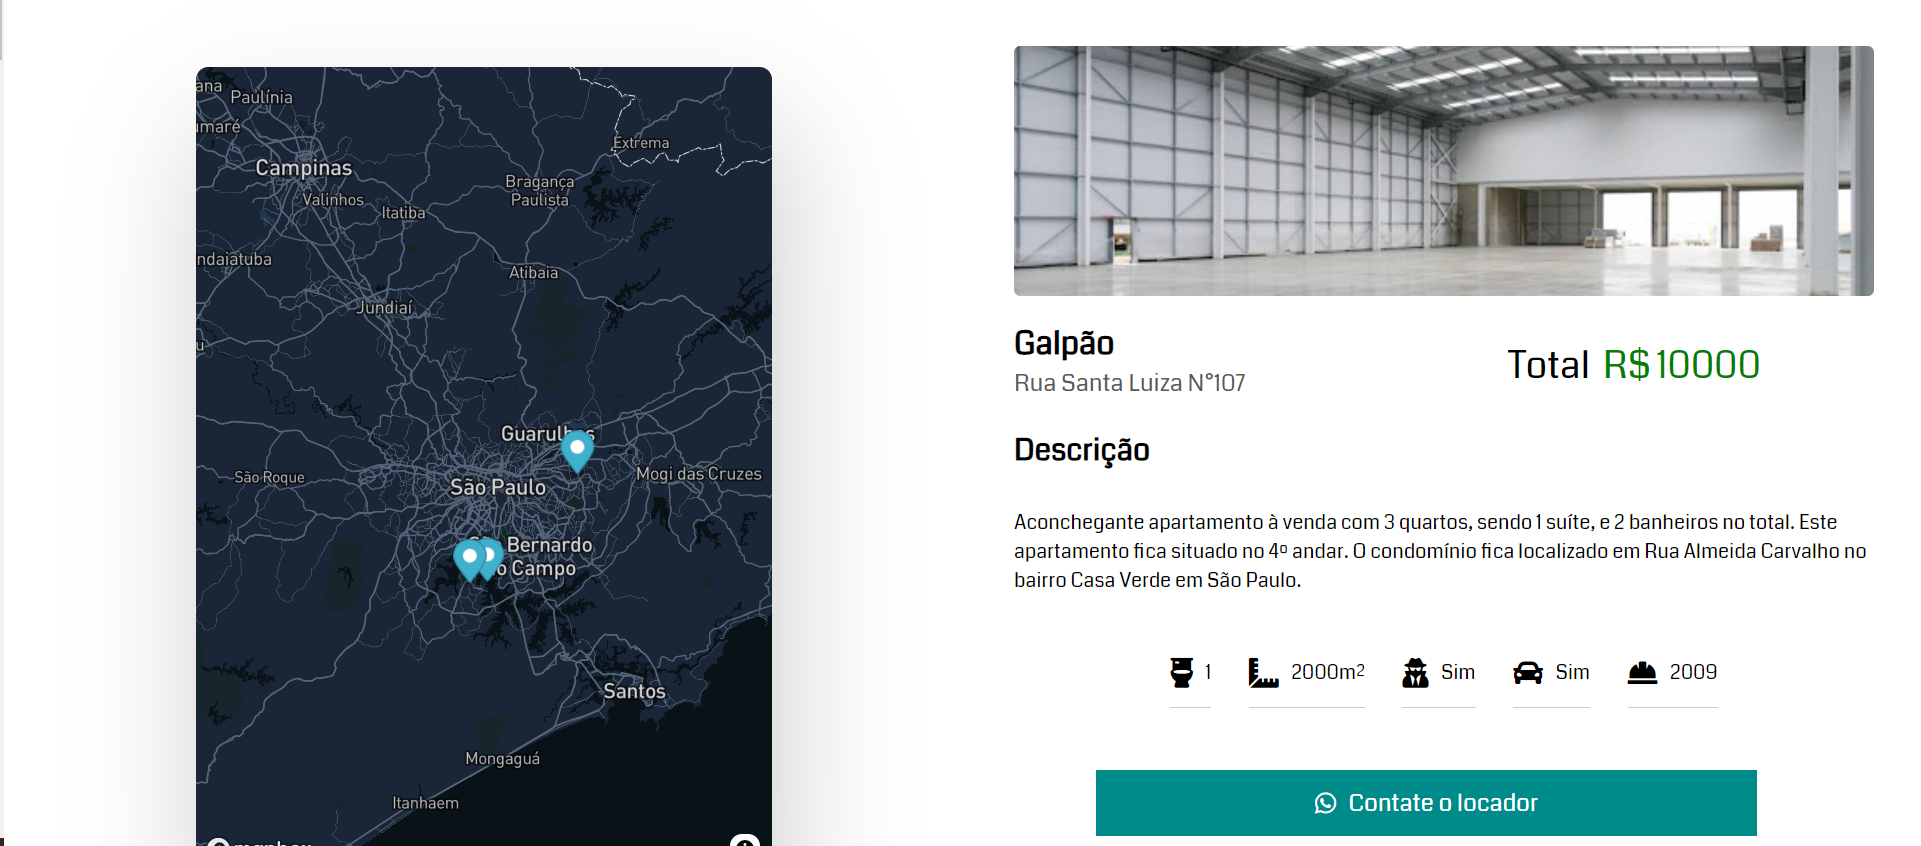 Paulínia
Campinas
Valinhos
Itatiba
Extrema
Bragança
Paulista
Atibaia
Jundiaí
Guarulhos
São Roque
São Paulo
Mogi das Cruzes
Bernardo
Campo
Santos
Mongaguá
Itanhaem
Galpão
Rua Santa Luiza N°107
Total R$10000
Descrição
Aconchegante apartamento à venda com 3 quartos, sendo 1 suíte, e 2 banheiros no total. Este
apartamento fica situado no 4º andar. O condomínio fica localizado em Rua Almeida Carvalho no
bairro Casa Verde em São Paulo.
1 2000m2 Sim Sim 2009
Contate o locador